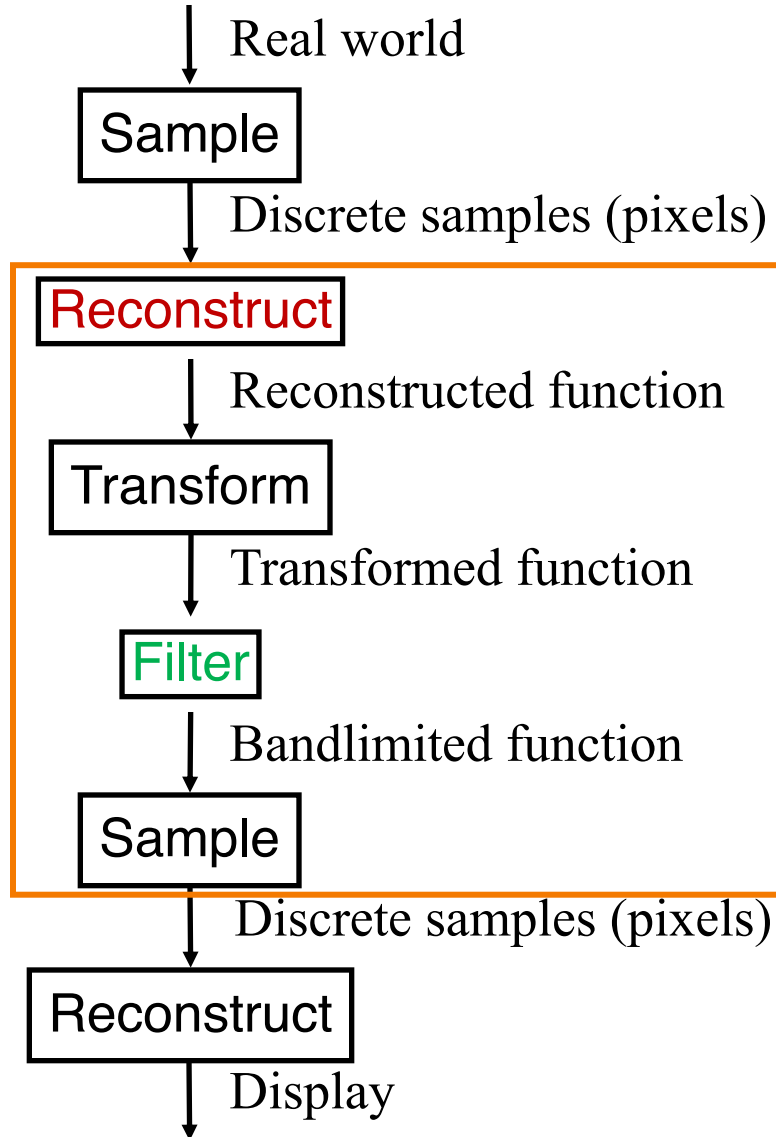 Real world
Sample
Discrete samples (pixels)
Reconstruct
Reconstructed function
Transform
Transformed function
Filter
Bandlimited function
Sample
Discrete samples (pixels)
Reconstruct
Display